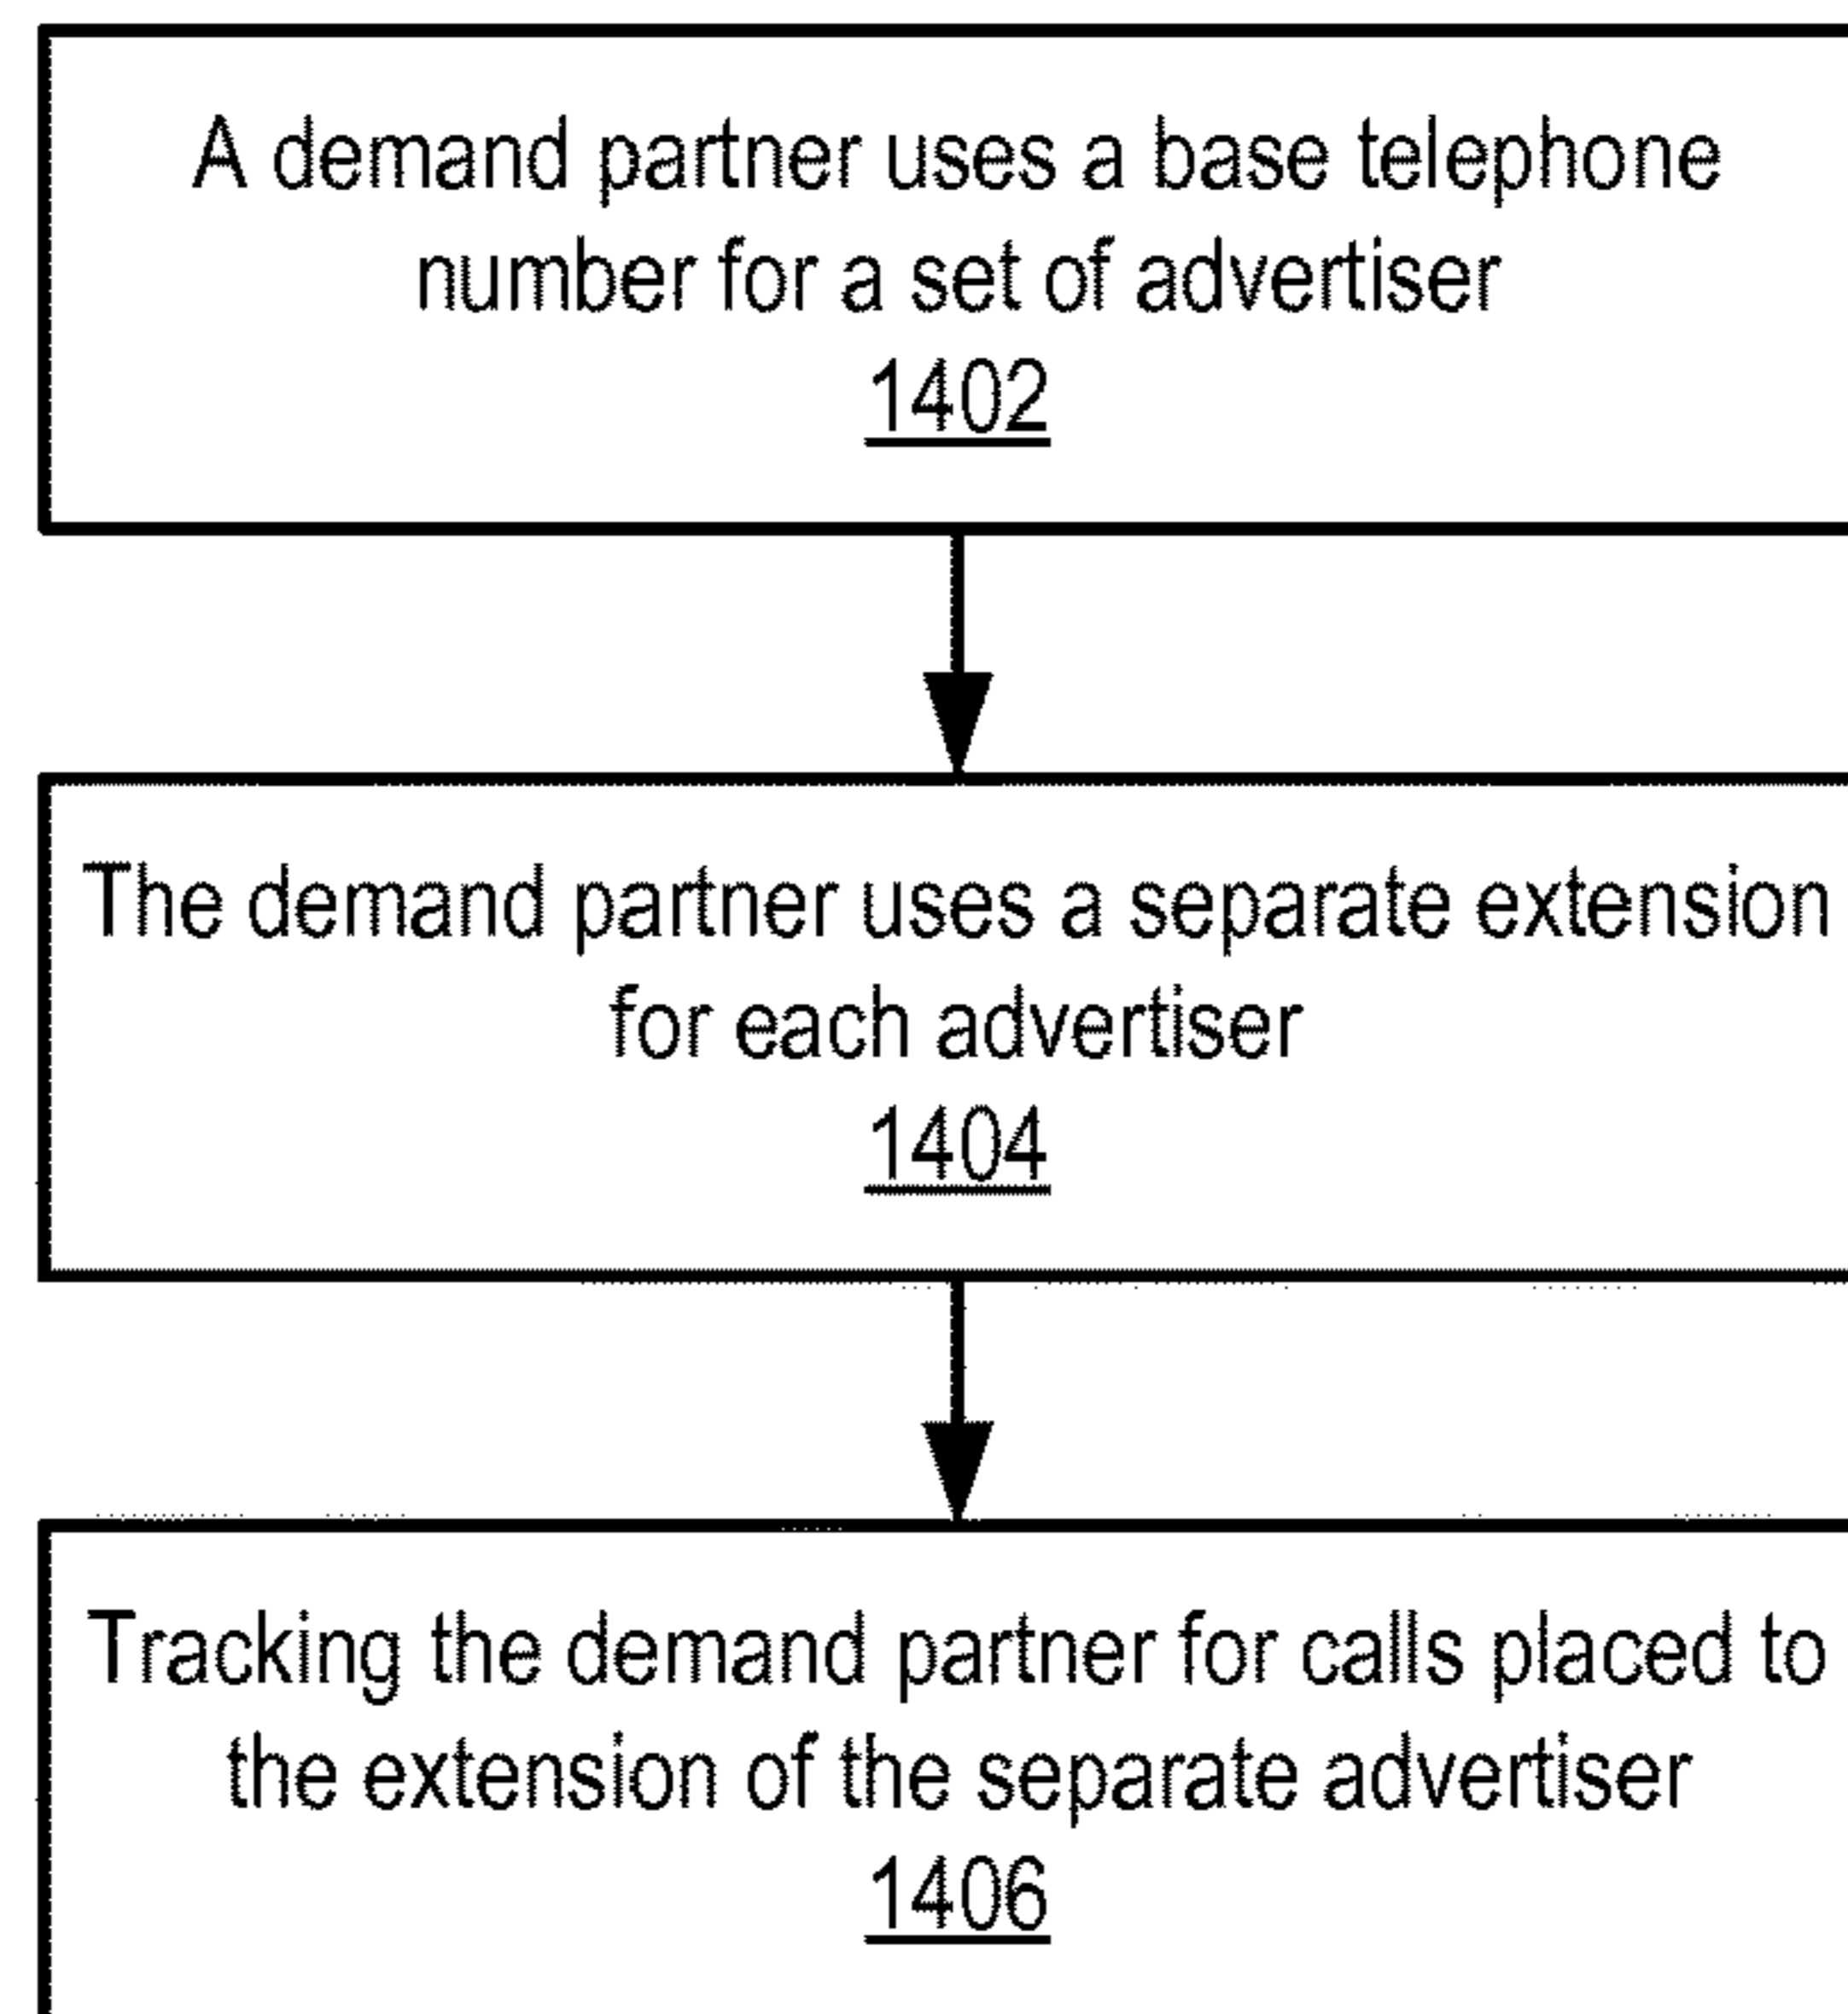 A demand partner uses a base telephone
number for a set of advertiser
1402
The demand partner uses a separate extension
for each advertiser
1404
Tracking the demand partner for calls placed to
the extension of the separate advertiser
1406